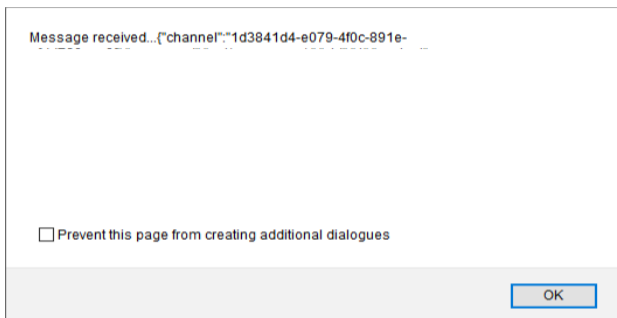 Message received...{"channel":"1d3841d4-e079-4f0c-891e-
Prevent this page from creating additional dialogues
OK